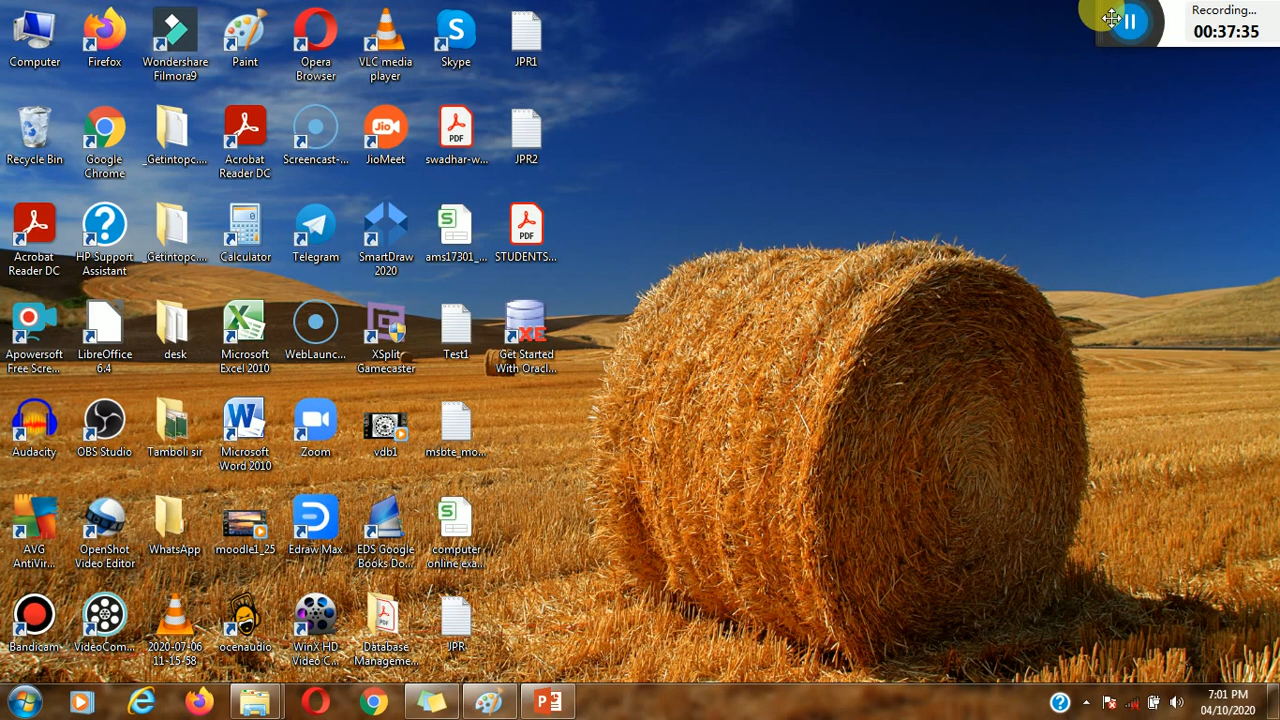 Recording...
00:37:35
Computer
Firefox
Wondershare
Filmora9
Paint
Opera
Browser
VLC media
player
Skype
JPR1
Recycle Bin
Google
Chrome
_Getintopc....
Acrobat
Reader DC
Screencast-...
JioMeet
PDF
swadhar-w...
JPR2
Acrobat
Reader DC
HP Support
Assistant
_Getintopc....
Calculator
Telegram
SmartDraw
2020
ams17301_...
PDF
STUDENTS...
Apowersoft
Free Scre...
LibreOffice
6.4
desk
Microsoft
Excel 2010
WebLaunc...
XSplit
Gamecaster
Test1
XE
Get Started
With Oracl...
Audacity
OBS Studio
Tamboli sir
Microsoft
Word 2010
Zoom
vdb1
msbte_mo...
AVG
AntiVir...
OpenShot
Video Editor
WhatsApp
moodle1_25
Edraw Max
EDS Google
Books Do...
computer
online exa...
Bandicam
VideoCom...
2020-07-06
11-15-58
ocenaudio
WinX HD
Video C...
Database
Manageme...
JPR
7:01 PM
04/10/2020